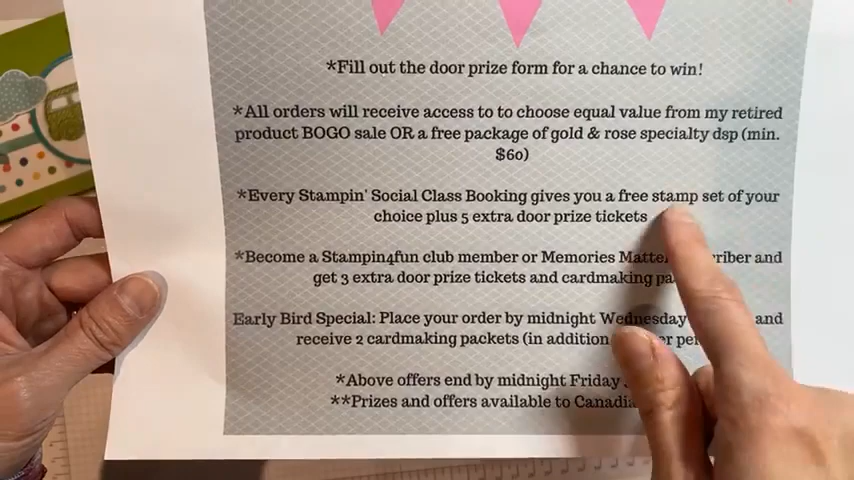 *Fill out the door prize form for a chance to win!
*All orders will receive access to to choose equal value from my retired
product BOGO sale OR a free package of gold & rose specialty dsp (min.
$60)
*Every Stampin' Social Class Booking gives you a free stamp set of your
choice plus 5 extra door prize tickets
*Become a Stampin4fun club member or Memories and
get 3 extra door prize tickets and cardmaking
Early Bird Special: Place your order by midnight Wednesday and
receive 2 cardmaking packets (in addition
*Above offers end by midnight Friday
**Prizes and offers available to